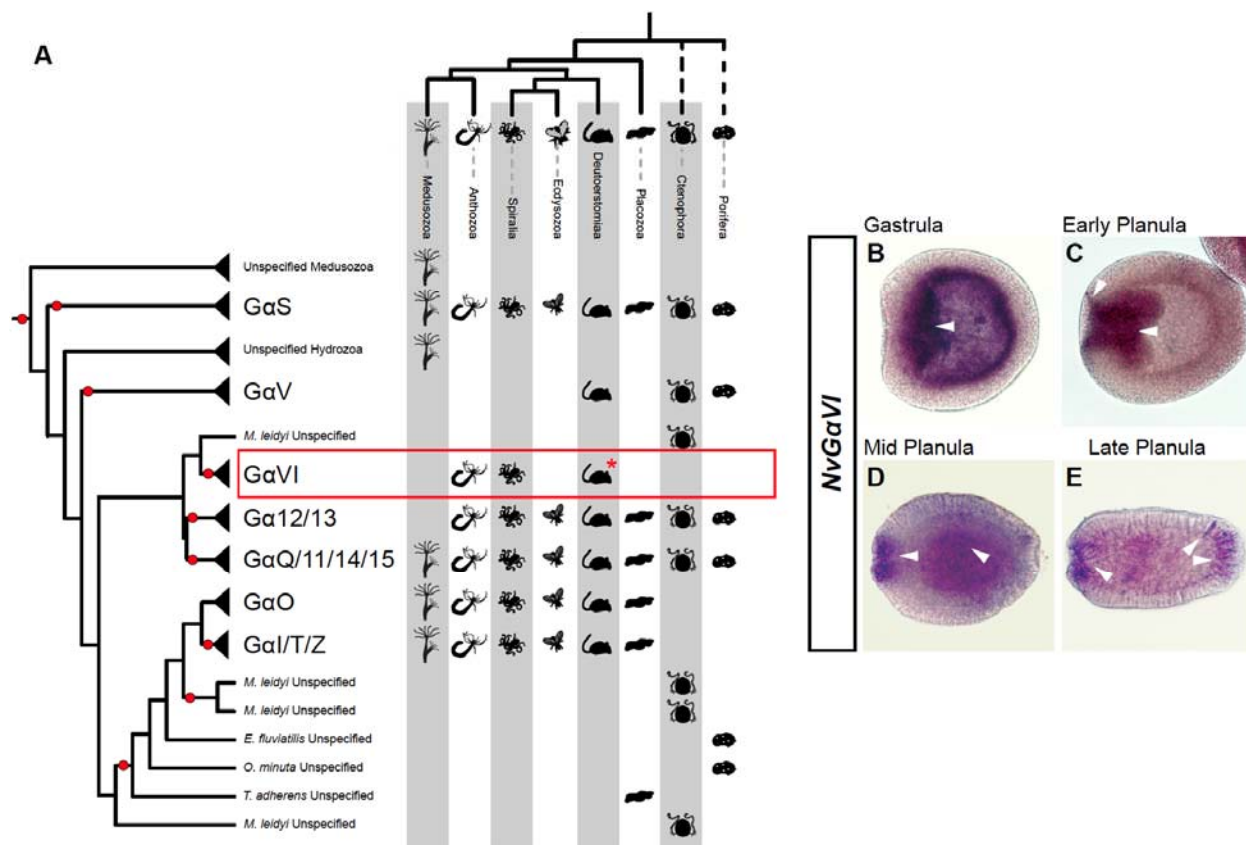 A
Medusozoa
Anthozoa
Spiralia
Ecdysozoa
Deutoerstomiaa
Placozoa
Ctenophora
Porifera
Unspecified Medusozoa
GαS
Unspecified Hydrozoa
GαV
M. leidyi Unspecified
GαVI
*
Gα12/13
GαQ/11/14/15
GαO
GαI/T/Z
M. leidyi Unspecified
M. leidyi Unspecified
E. fluviatilis Unspecified
O. minuta Unspecified
T. adherens Unspecified
M. leidyi Unspecified
NvGαVI
Gastrula
B
Early Planula
C
Mid Planula
D
Late Planula
E